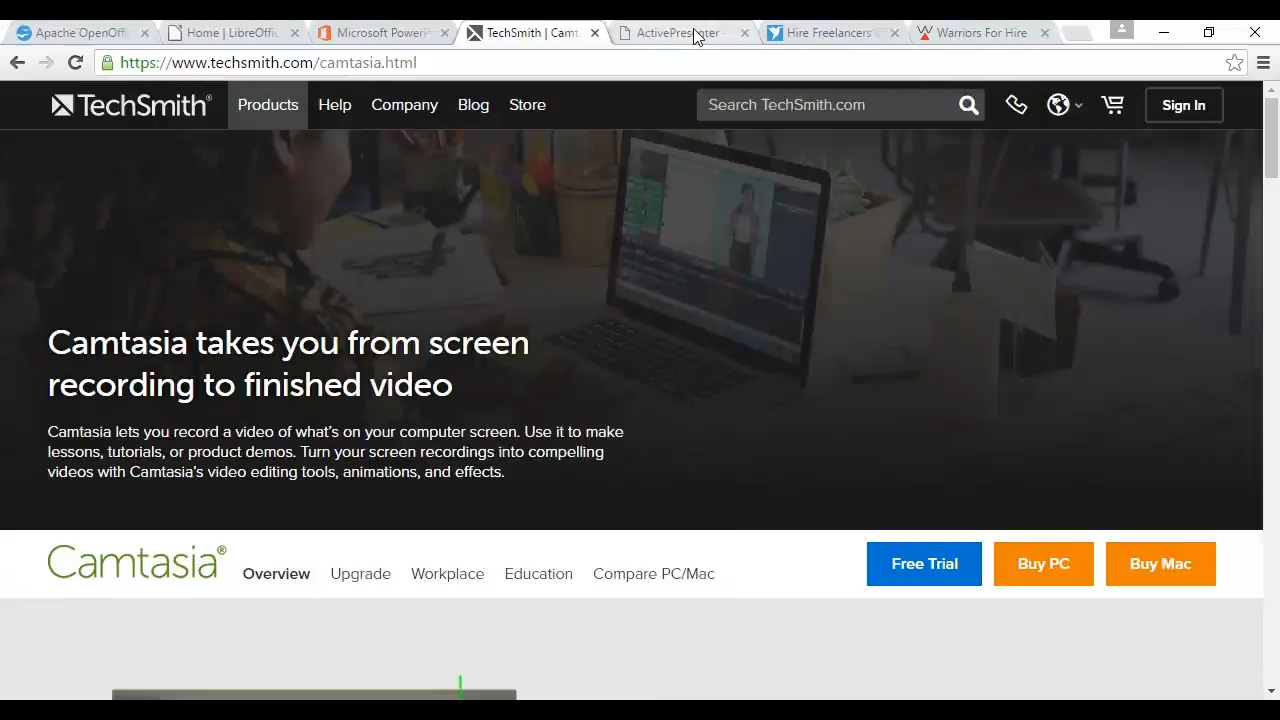 Apache OpenOffi
Home | LibreOffic
Microsoft PowerP
TechSmith | Camt
ActivePresenter -
Hire Freelancers
Warriors For Hire
https://www.techsmith.com/camtasia.html
TechSmith®
Products
Help
Company
Blog
Store
Search TechSmith.com
Sign In
Camtasia takes you from screen
recording to finished video
Camtasia lets you record a video of what's on your computer screen. Use it to make
lessons, tutorials, or product demos. Turn your screen recordings into compelling
videos with Camtasia's video editing tools, animations, and effects.
Camtasia®
Overview
Upgrade
Workplace
Education
Compare PC/Mac
Free Trial
Buy PC
Buy Mac